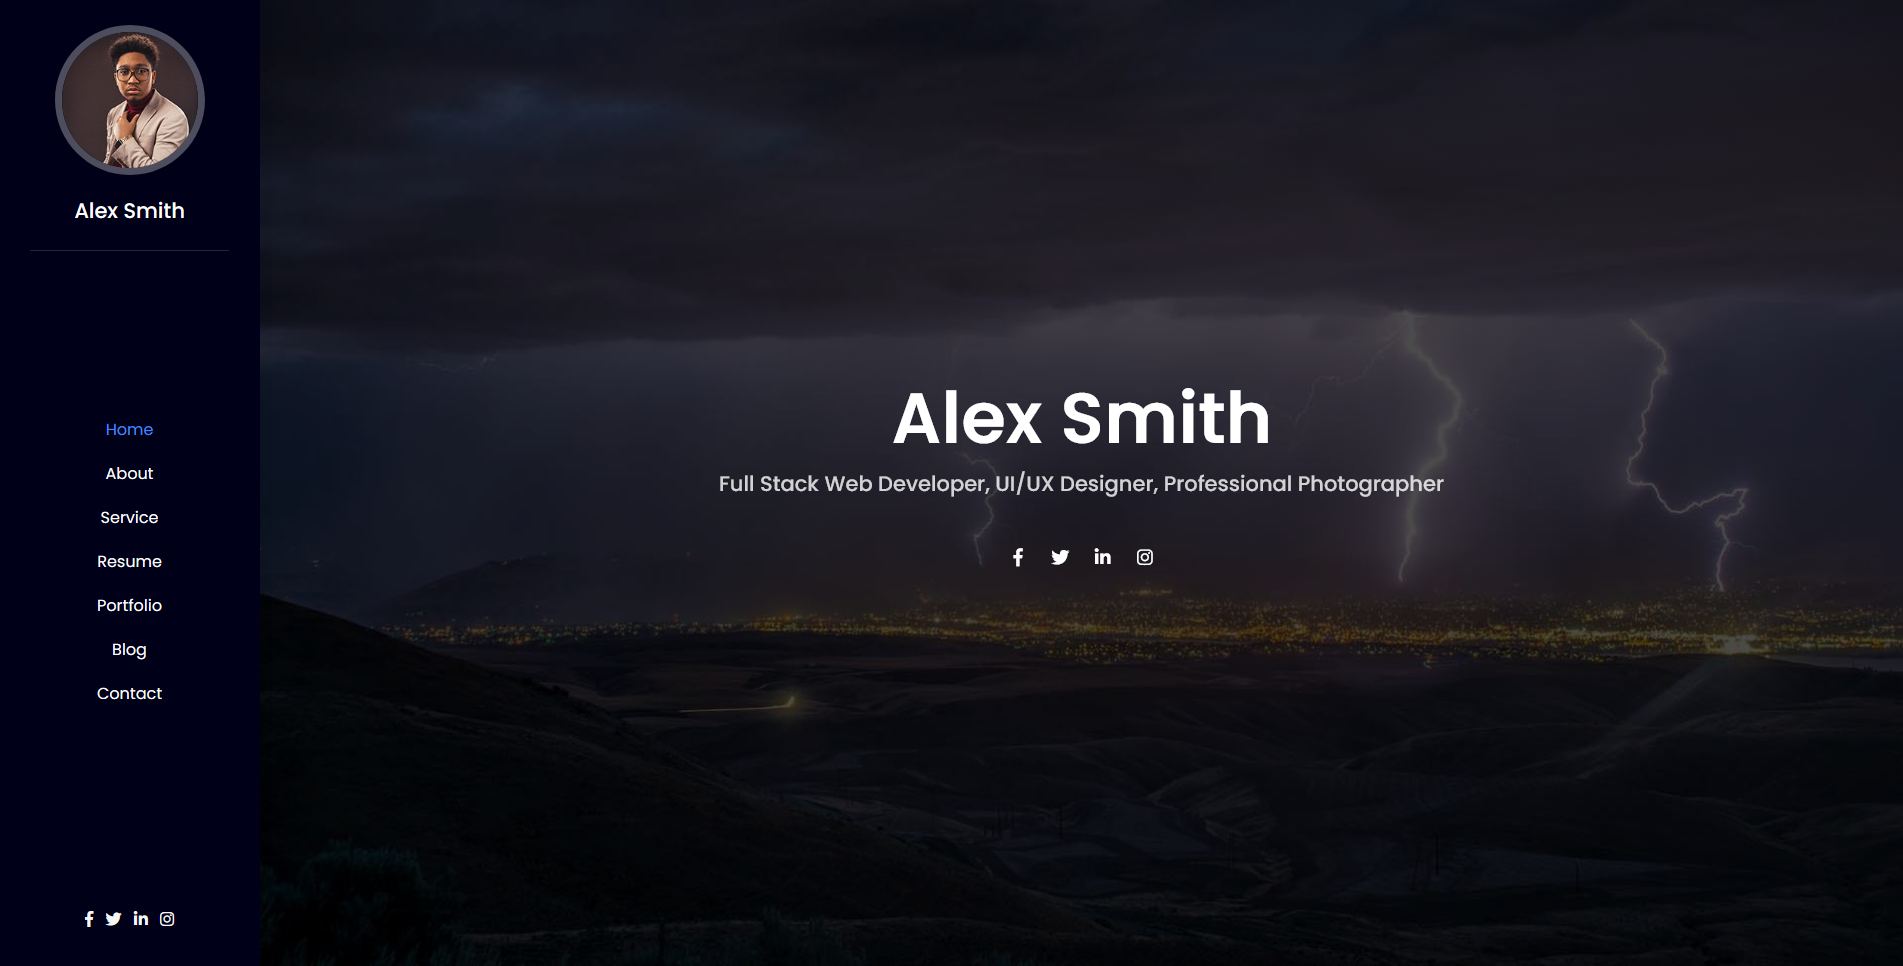 Alex Smith
Home
About
Service
Resume
Portfolio
Blog
Contact
Alex Smith
Full Stack Web Developer, UI/UX Designer, Professional Photographer